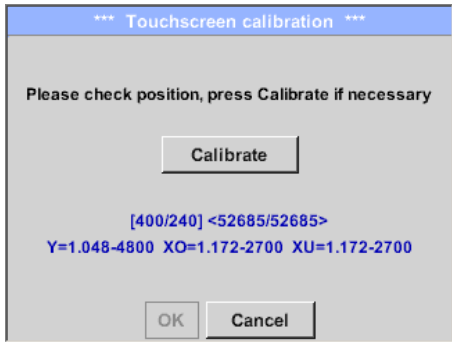 *** Touchscreen calibration ***
Please check position, press Calibrate if necessary
Calibrate
[400/240] <52685/52685>
Y=1.048-4800 XO=1.172-2700 XU=1.172-2700
OK Cancel